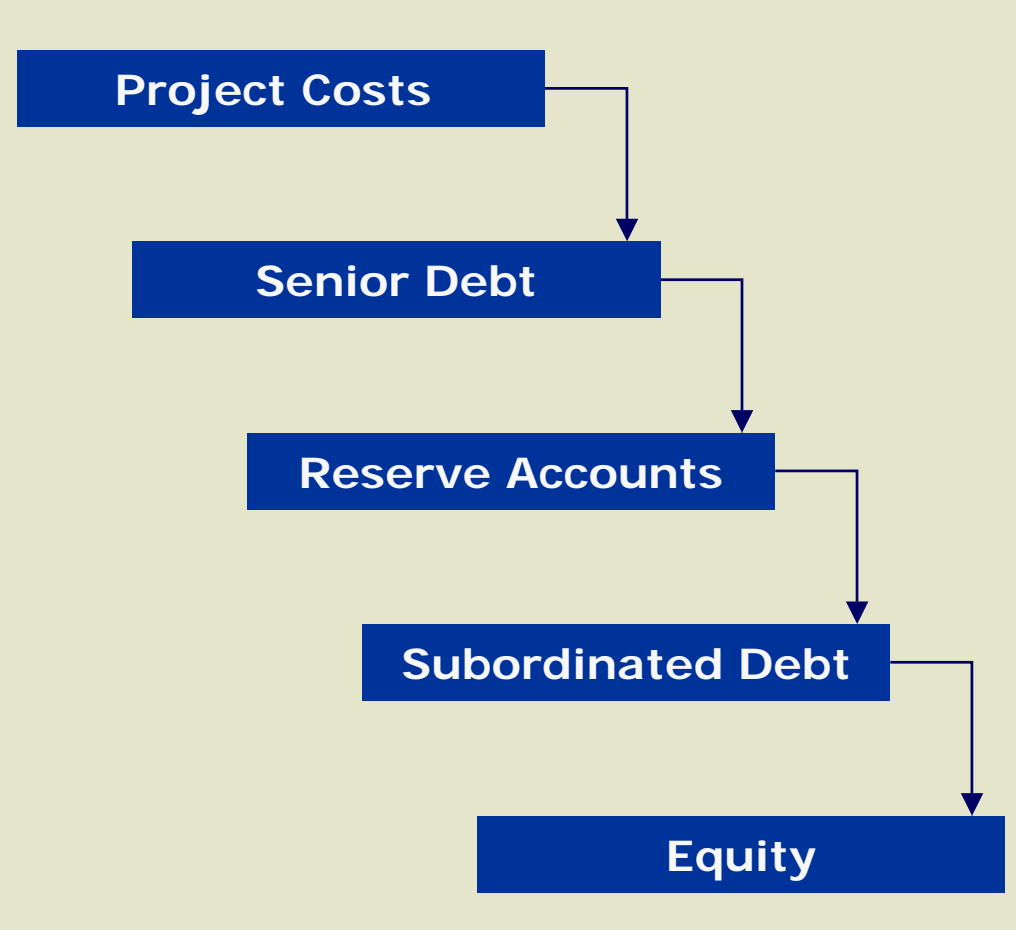 Project Costs
Senior Debt
Reserve Accounts
Subordinated Debt
Equity